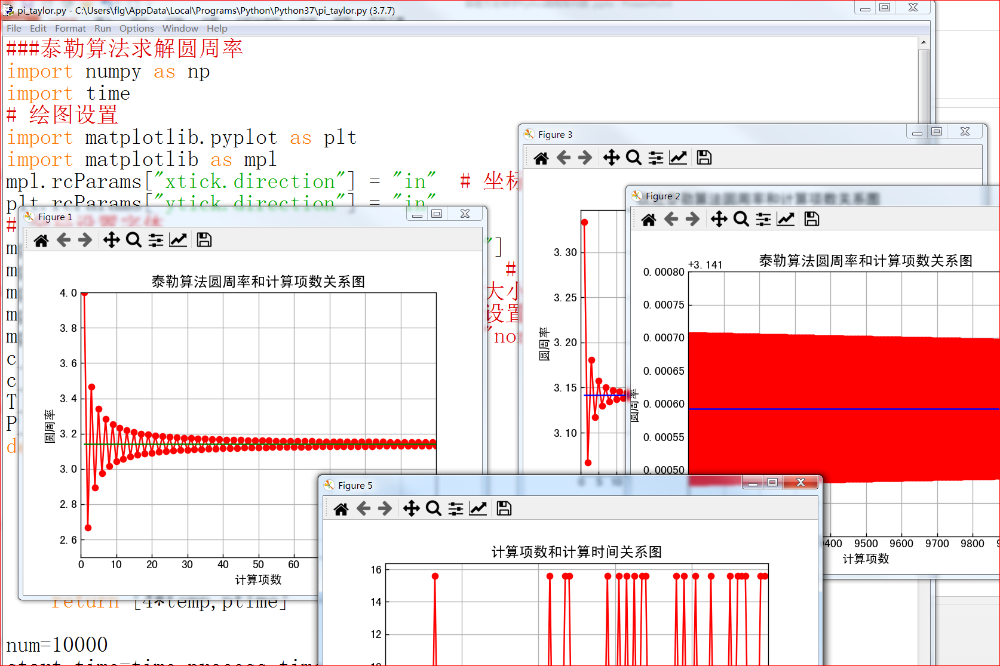 pi_taylor.py - C:\Users\flg\AppData\Local\Programs\Python\Python37\pi_taylor.py (3.7.7)
File Edit Format Run Options Window Help
###泰勒算法求解圆周率
import numpy as np
import time
# 绘图设置
import matplotlib.pyplot as plt
import matplotlib as mpl
mpl.rcParams["xtick.direction"] = "in" # 坐标
plt.rcParams["ytick.direction"] = "in"
#
m "]
m #
m 大小
m 设置
m "nor
c
c
T
P
d
return [4*temp,ptime]
num=10000
start_time=time.process_time
Figure 1
泰勒算法圆周率和计算项数关系图
4.0
3.8
3.6
3.4
3.2
3.0
2.8
2.6
圆周率
0 10 20 30 40 50 60
计算项数
Figure 3
3.30
3.25
3.20
3.15
3.10
圆周率
0 5 10
Figure 2
泰勒算法圆周率和计算项数关系图
+3.141
0.00080
0.00075
0.00070
0.00065
0.00060
0.00055
0.00050
圆周率
9400 9500 9600 9700 9800
计算项数
Figure 5
计算项数和计算时间关系图
16
14
12
10